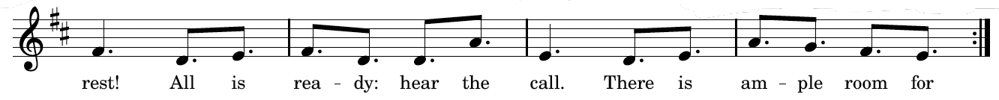 rest! All is rea - dy: hear the call. There is am - ple room for